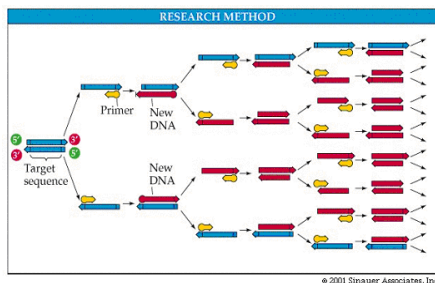 RESEARCH METHOD
Primer
New
DNA
5' 3'
3' 5'
Target
sequence
New
DNA
© 2001 Sinauer Associates, Inc.